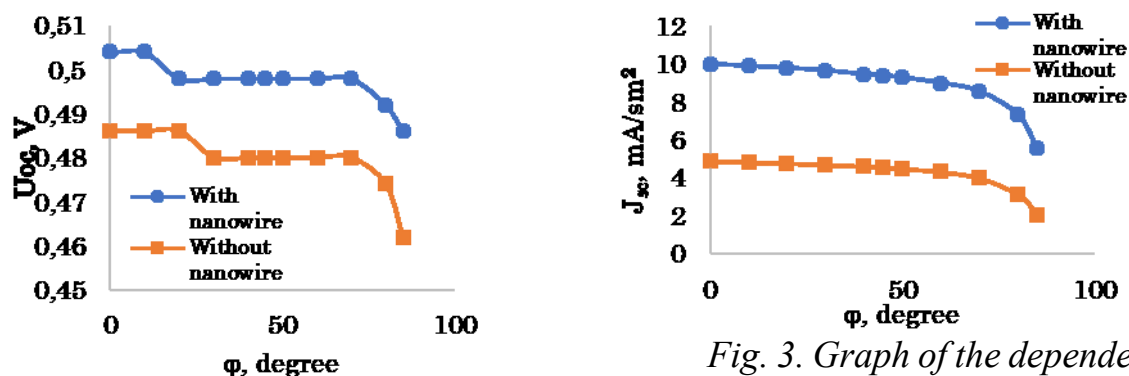 0,51
0,5
0,49
0,48
0,47
0,46
0,45
Uoc, V
With
nanowire
Without
nanowire
0 50 100
φ, degree
12
10
8
6
4
2
0
J_sc, mA/sm²
With
nanowire
Without
nanowire
0 50 100
φ, degree
Fig. 3. Graph of the depende